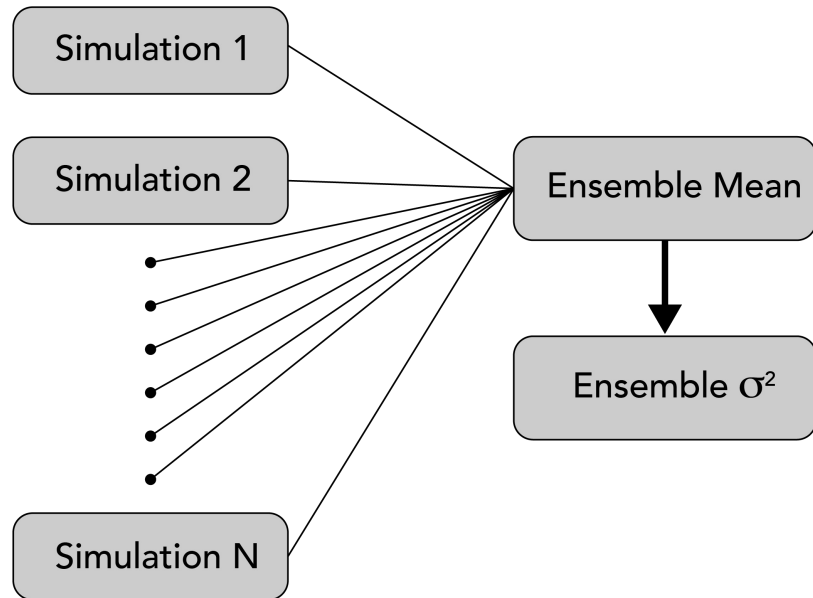 Simulation 1
Simulation 2
Ensemble Mean
Ensemble σ²
Simulation N